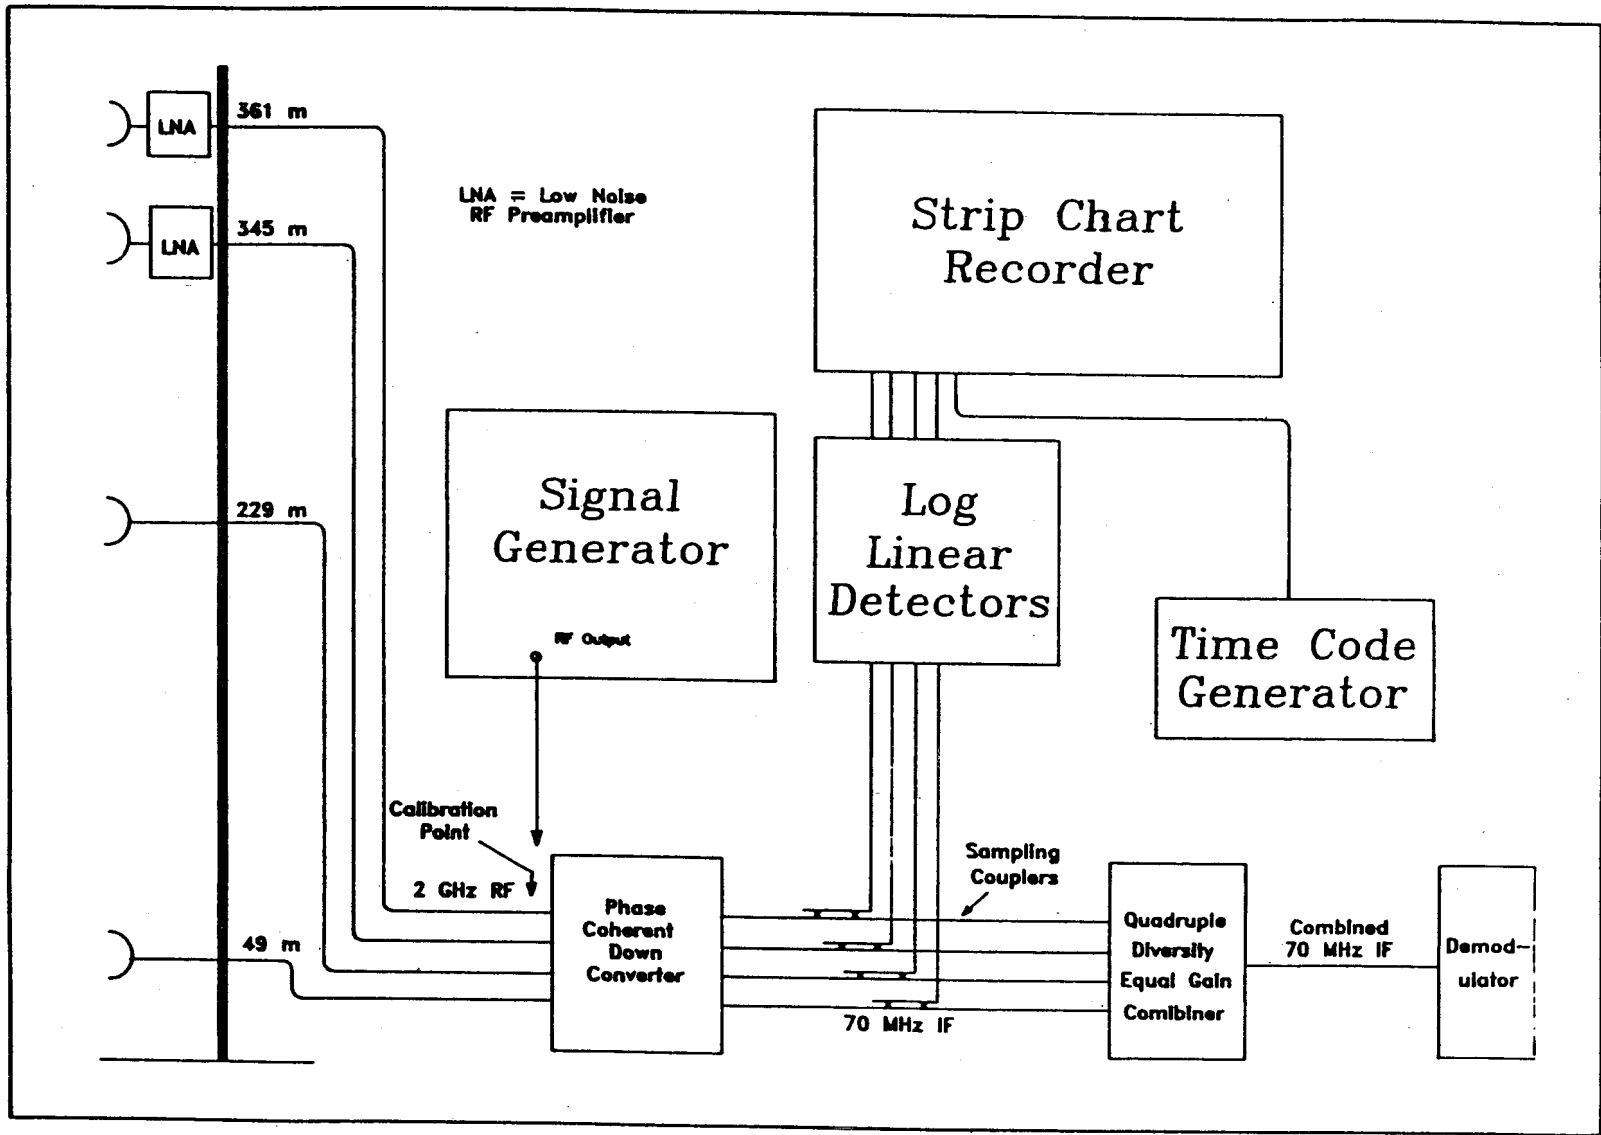 361 m
LNA
345 m
LNA
LNA = Low Noise
RF Preamplifier
Strip Chart
Recorder
229 m
Signal
Generator
RF Output
Log
Linear
Detectors
Time Code
Generator
Calibration
Point
2 GHz RF
49 m
Phase
Coherent
Down
Converter
Sampling
Couplers
70 MHz IF
Quadruple
Diversity
Equal Gain
Comibiner
Combined
70 MHz IF
Demod-
ulator